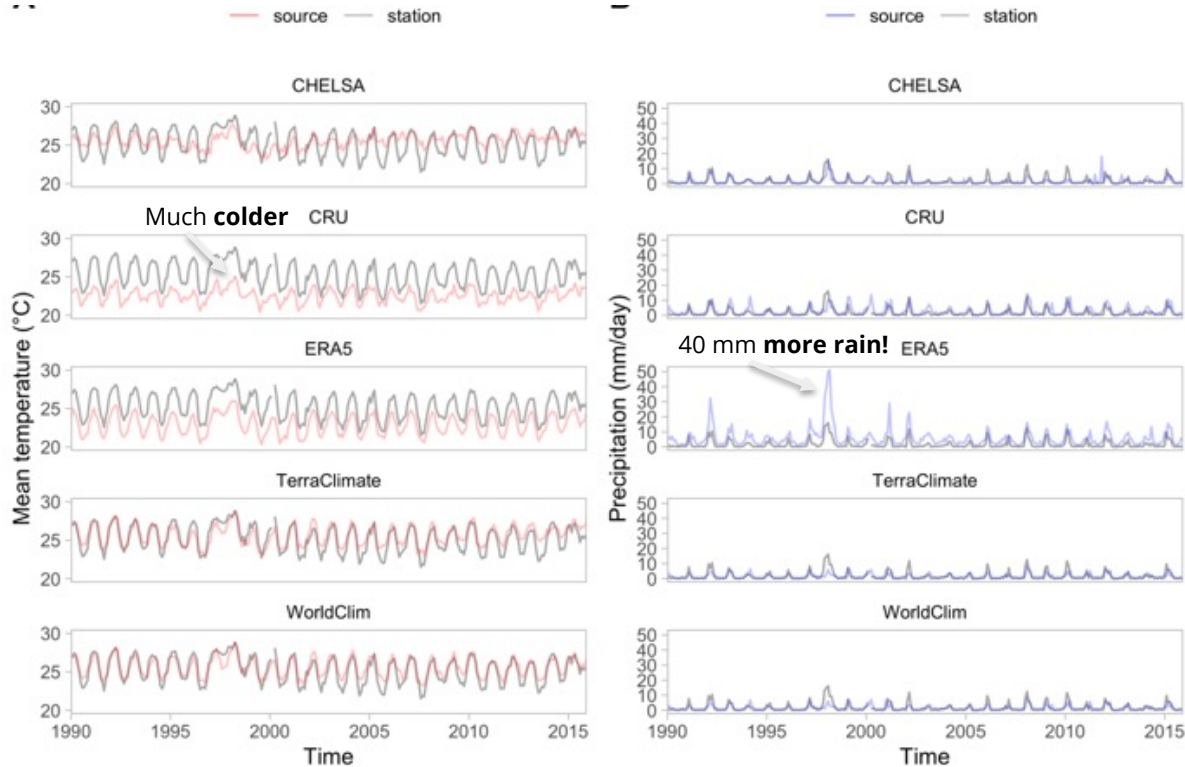 A
source station
Mean temperature (°C)
CHELSA
30
25
20
Much colder
CRU
30
25
20
ERA5
30
25
20
TerraClimate
30
25
20
WorldClim
30
25
20
1990 1995 2000 2005 2010 2015
Time
B
source station
Precipitation (mm/day)
CHELSA
50
40
30
20
10
0
CRU
50
40
30
20
10
0
40 mm more rain!
ERA5
50
40
30
20
10
0
TerraClimate
50
40
30
20
10
0
WorldClim
50
40
30
20
10
0
1990 1995 2000 2005 2010 2015
Time